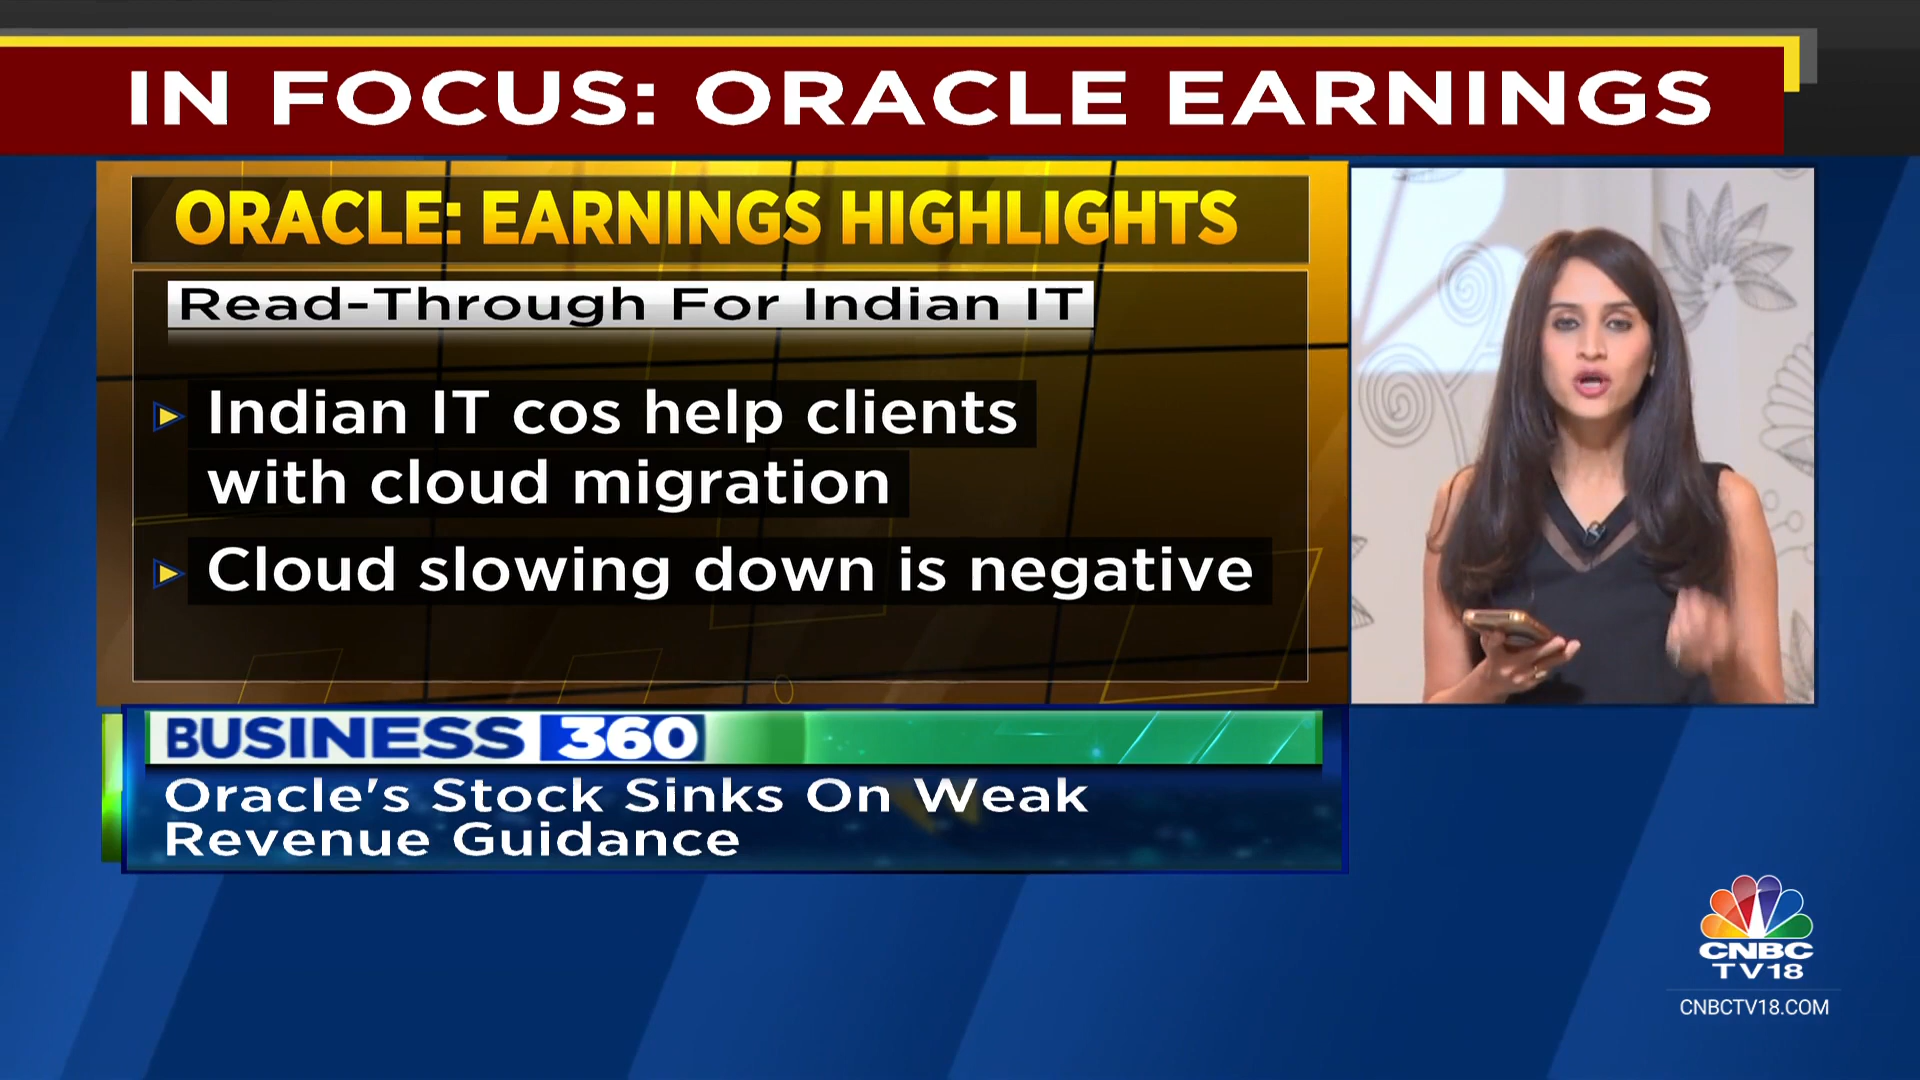 IN FOCUS: ORACLE EARNINGS
ORACLE: EARNINGS HIGHLIGHTS
Read-Through For Indian IT
Indian IT cos help clients
with cloud migration
Cloud slowing down is negative
BUSINESS 360
Oracle's Stock Sinks On Weak
Revenue Guidance
CNBC
TV18
CNBCTV18.COM